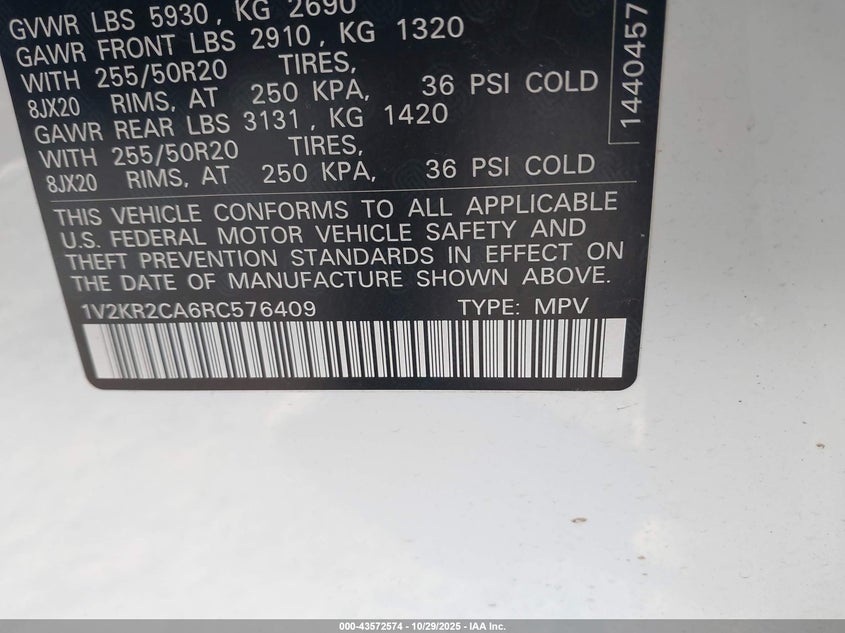 GVWR LBS 5930, KG 2690
GAWR FRONT LBS 2910, KG 1320
WITH 255/50R20 TIRES,
8JX20 RIMS, AT 250 KPA, 36 PSI COLD
GAWR REAR LBS 3131, KG 1420
WITH 255/50R20 TIRES,
8JX20 RIMS, AT 250 KPA, 36 PSI COLD
THIS VEHICLE CONFORMS TO ALL APPLICABLE
U.S. FEDERAL MOTOR VEHICLE SAFETY AND
THEFT PREVENTION STANDARDS IN EFFECT ON
THE DATE OF MANUFACTURE SHOWN ABOVE.
1V2KR2CA6RC576409 TYPE: MPV
1440457
000-43572574 | 10/29/2025 - IAA Inc.